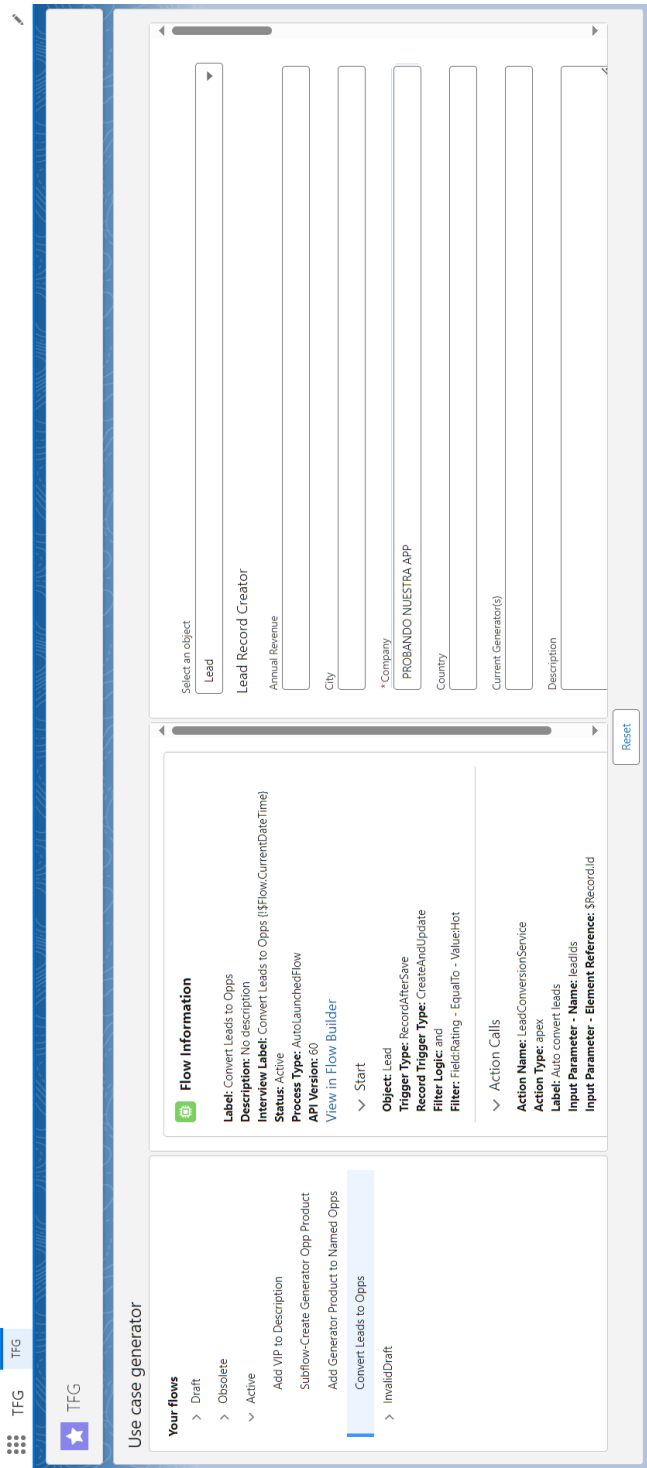 TFG
TFG
TFG
Use case generator
Your flows
Draft
Obsolete
Active
Add VIP to Description
Subflow-Create Generator Opp Product
Add Generator Product to Named Opps
Convert Leads to Opps
InvalidDraft
Flow Information
Label: Convert Leads to Opps
Description: No description
Interview Label: Convert Leads to Opps {!$Flow.CurrentDateTime}
Status: Active
Process Type: AutoLaunchedFlow
API Version: 60
View in Flow Builder
Start
Object: Lead
Trigger Type: RecordAfterSave
Record Trigger Type: CreateAndUpdate
Filter Logic: and
Filter: Field:Rating - EqualTo - Value:Hot
Action Calls
Action Name: LeadConversionService
Action Type: apex
Label: Auto convert leads
Input Parameter - Name: leadIds
Input Parameter - Element Reference: $Record.Id
Select an object
Lead
Lead Record Creator
Annual Revenue
City
* Company
PROBANDO NUESTRA APP
Country
Current Generator(s)
Description
Reset